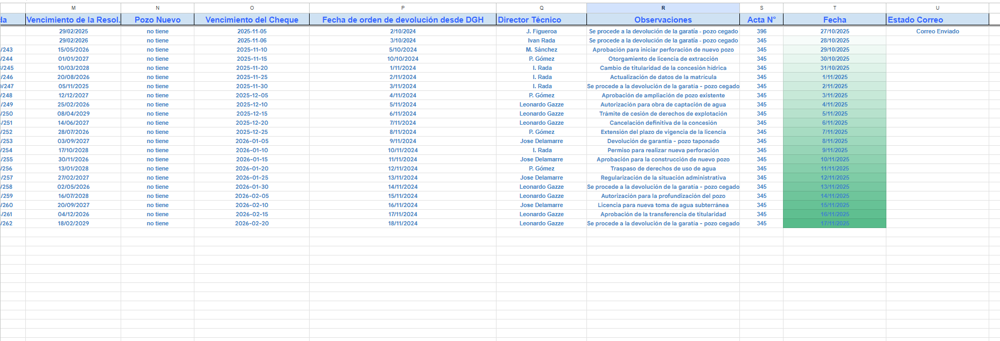 M N O P Q R S T U
da Vencimiento de la Resol. Pozo Nuevo Vencimiento del Cheque Fecha de orden de devolución desde DGH Director Técnico Observaciones Acta N° Fecha Estado Correo
29/02/2025 no tiene 2025-11-05 2/10/2024 J. Figueroa Se procede a la devolución de la garatía - pozo cegado 396 27/10/2025 Correo Enviado
29/02/2026 no tiene 2025-11-06 3/10/2024 Ivan Rada Se procede a la devolución de la garatía - pozo cegado 345 28/10/2025
/243 15/05/2026 no tiene 2025-11-10 5/10/2024 M. Sánchez Aprobación para iniciar perforación de nuevo pozo 345 29/10/2025
/244 01/01/2027 no tiene 2025-11-15 10/10/2024 P. Gómez Otorgamiento de licencia de extracción 345 30/10/2025
/245 10/03/2028 no tiene 2025-11-20 1/11/2024 I. Rada Cambio de titularidad de la concesión hídrica 345 31/10/2025
/246 20/08/2026 no tiene 2025-11-25 2/11/2024 I. Rada Actualización de datos de la matrícula 345 1/11/2025
/247 05/11/2025 no tiene 2025-11-30 3/11/2024 I. Rada Se procede a la devolución de la garatía - pozo cegado 345 2/11/2025
/248 12/12/2027 no tiene 2025-12-05 4/11/2024 P. Gómez Aprobación de ampliación de pozo existente 345 3/11/2025
/249 25/02/2026 no tiene 2025-12-10 5/11/2024 Leonardo Gazze Autorización para obra de captación de agua 345 4/11/2025
/250 08/04/2029 no tiene 2025-12-15 6/11/2024 Leonardo Gazze Trámite de cesión de derechos de explotación 345 5/11/2025
/251 14/06/2027 no tiene 2025-12-20 7/11/2024 Leonardo Gazze Cancelación definitiva de la concesión 345 6/11/2025
/252 28/07/2026 no tiene 2025-12-25 8/11/2024 P. Gómez Extensión del plazo de vigencia de la licencia 345 7/11/2025
/253 03/09/2027 no tiene 2026-01-05 9/11/2024 Jose Delamarre Devolución de garantía - pozo taponado 345 8/11/2025
/254 17/10/2028 no tiene 2026-01-10 10/11/2024 I. Rada Permiso para realizar nueva perforación 345 9/11/2025
/255 30/11/2026 no tiene 2026-01-15 11/11/2024 Jose Delamarre Aprobación para la construcción de nuevo pozo 345 10/11/2025
/256 13/01/2028 no tiene 2026-01-20 12/11/2024 P. Gómez Traspaso de derechos de uso de agua 345 11/11/2025
/257 27/02/2027 no tiene 2026-01-25 13/11/2024 Jose Delamarre Regularización de la situación administrativa 345 12/11/2025
/258 02/05/2026 no tiene 2026-01-30 14/11/2024 Leonardo Gazze Se procede a la devolución de la garatía - pozo cegado 345 13/11/2025
/259 16/07/2028 no tiene 2026-02-05 15/11/2024 Leonardo Gazze Autorización para la profundización del pozo 345 14/11/2025
/260 20/09/2027 no tiene 2026-02-10 16/11/2024 Jose Delamarre Licencia para nueva toma de agua subterránea 345 15/11/2025
/261 04/12/2026 no tiene 2026-02-15 17/11/2024 Leonardo Gazze Aprobación de la transferencia de titularidad 345 16/11/2025
/262 18/02/2029 no tiene 2026-02-20 18/11/2024 Leonardo Gazze Se procede a la devolución de la garatía - pozo cegado 345 17/11/2025